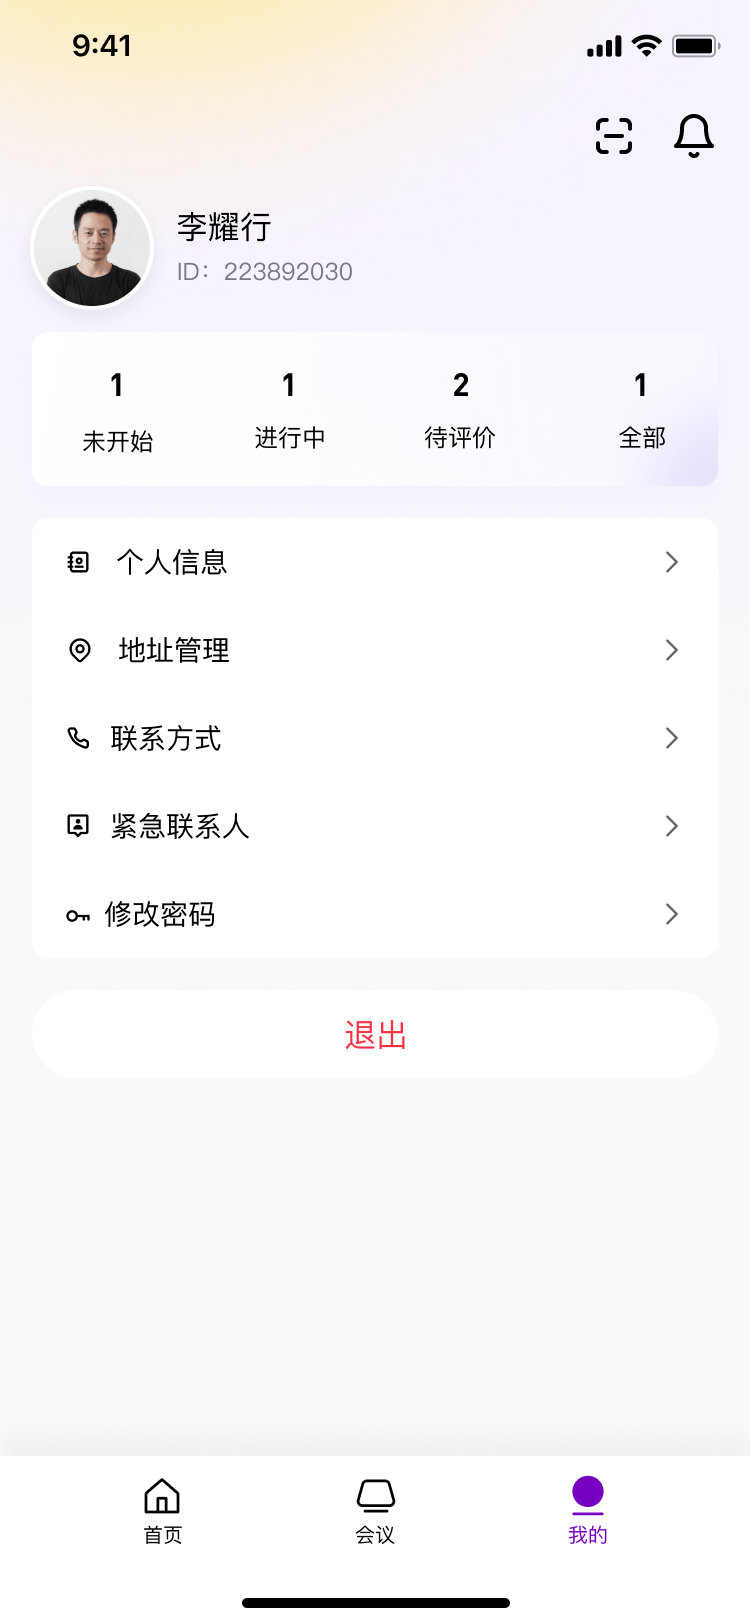 9:41
李耀行
ID：223892030
1 1 2 1
未开始 进行中 待评价 全部
个人信息
地址管理
联系方式
紧急联系人
修改密码
退出
首页 会议 我的